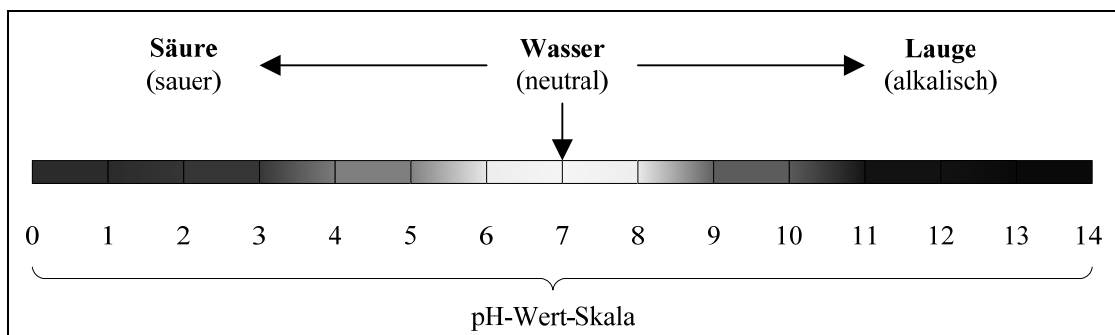 Säure Wasser Lauge
(sauer) (neutral) (alkalisch)
0 1 2 3 4 5 6 7 8 9 10 11 12 13 14
pH-Wert-Skala